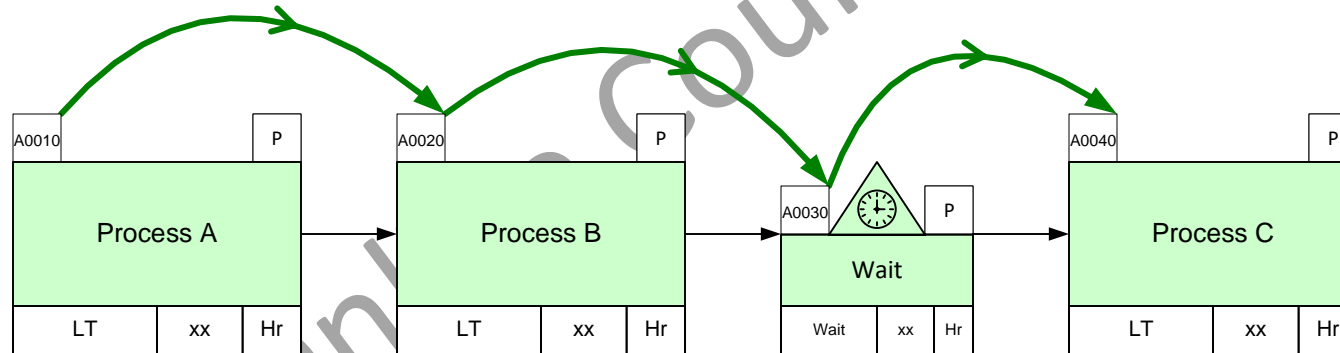 A0010 P A0020 P A0040 P
A0030 P
Process A Process B Process C
Wait
LT xx Hr LT xx Hr Wait xx Hr LT xx Hr